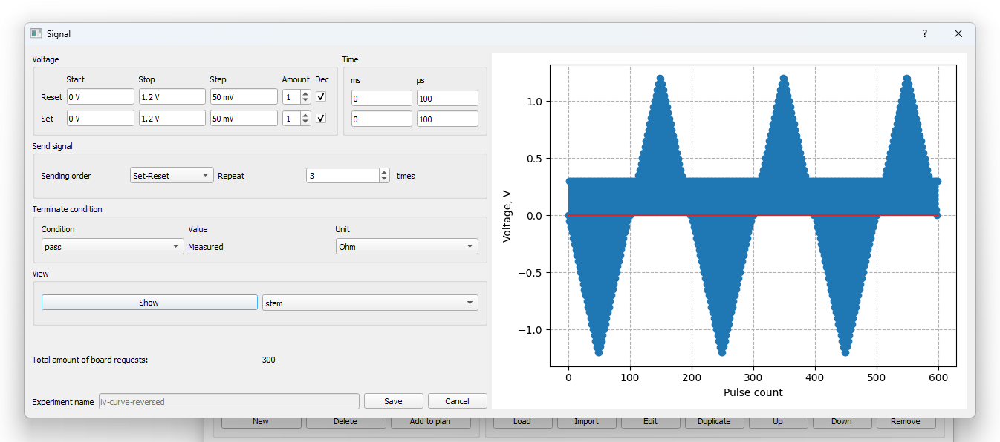 Signal ?
Voltage
Start Stop Step Amount Dec
Reset 0 V 1.2 V 50 mV 1
Set 0 V 1.2 V 50 mV 1
Time
ms µs
0 100
0 100
Send signal
Sending order Set-Reset Repeat 3 times
Terminate condition
Condition Value Unit
pass Measured Ohm
View
Show stem
Total amount of board requests: 300
Experiment name iv-curve-reversed Save Cancel
1.0
0.5
0.0
−0.5
−1.0
Voltage, V
0 100 200 300 400 500 600
Pulse count
New Delete Add to plan Load Import Edit Duplicate Up Down Remove